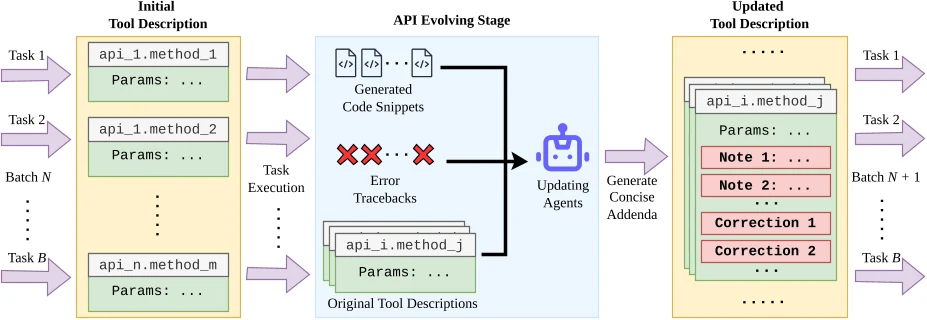 Initial
Tool Description
API Evolving Stage
Updated
Tool Description
Task 1
Task 2
Batch N
Task B
api_1.method_1
Params: ...
api_1.method_2
Params: ...
api_n.method_m
Params: ...
Task
Execution
Generated
Code Snippets
Error
Tracebacks
api_i.method_j
Params: ...
Original Tool Descriptions
Updating
Agents
Generate
Concise
Addenda
.....
api_i.method_j
Params: ...
Note 1: ...
Note 2: ...
...
Correction 1
Correction 2
...
.....
Task 1
Task 2
Batch N + 1
Task B